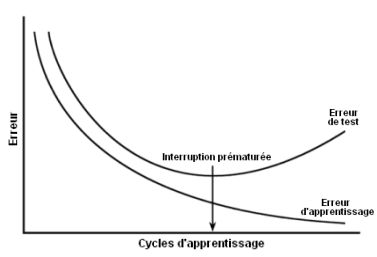 Erreur
Erreur
de test
Interruption prématurée
Erreur
d'apprentissage
Cycles d'apprentissage